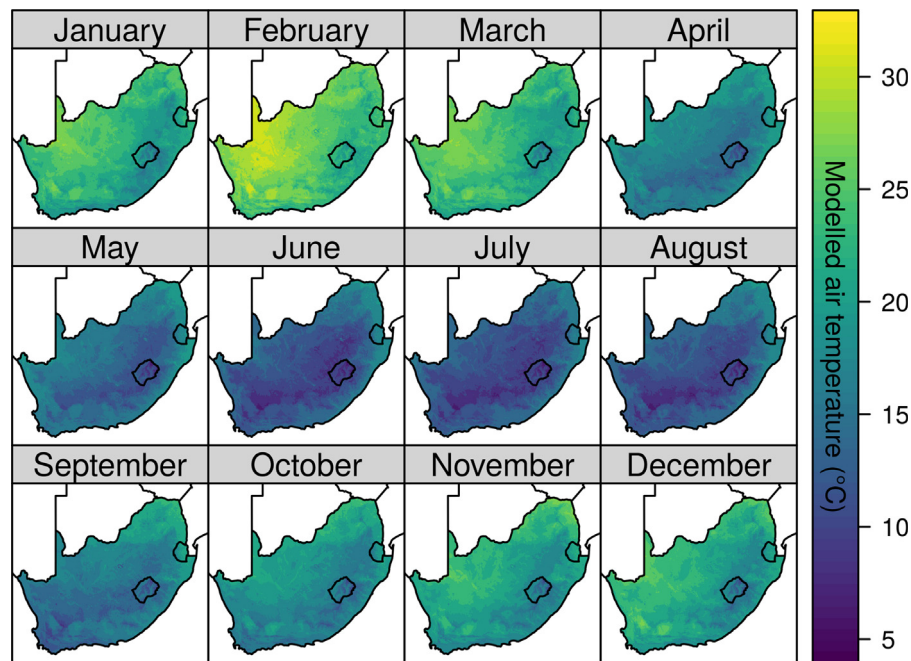 January
February
March
April
May
June
July
August
September
October
November
December
30
25
20
15
10
5
Modelled air temperature (°C)